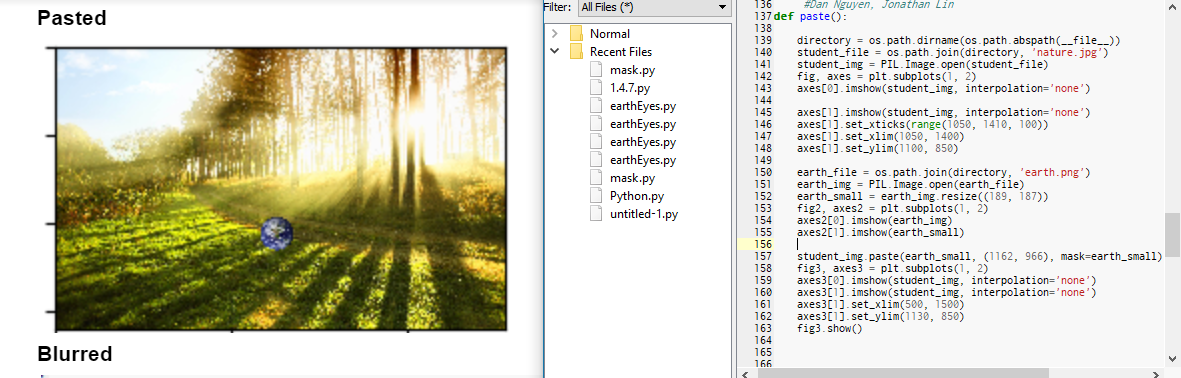 Pasted
Blurred
Filter: All Files (*)
Normal
Recent Files
mask.py
1.4.7.py
earthEyes.py
earthEyes.py
earthEyes.py
earthEyes.py
mask.py
Python.py
untitled-1.py
136 #Dan Nguyen, Jonathan Lin
137 def paste():
138
139 directory = os.path.dirname(os.path.abspath(__file__))
140 student_file = os.path.join(directory, 'nature.jpg')
141 student_img = PIL.Image.open(student_file)
142 fig, axes = plt.subplots(1, 2)
143 axes[0].imshow(student_img, interpolation='none')
144
145 axes[1].imshow(student_img, interpolation='none')
146 axes[1].set_xticks(range(1050, 1410, 100))
147 axes[1].set_xlim(1050, 1400)
148 axes[1].set_ylim(1100, 850)
149
150 earth_file = os.path.join(directory, 'earth.png')
151 earth_img = PIL.Image.open(earth_file)
152 earth_small = earth_img.resize((189, 187))
153 fig2, axes2 = plt.subplots(1, 2)
154 axes2[0].imshow(earth_img)
155 axes2[1].imshow(earth_small)
156
157 student_img.paste(earth_small, (1162, 966), mask=earth_small)
158 fig3, axes3 = plt.subplots(1, 2)
159 axes3[0].imshow(student_img, interpolation='none')
160 axes3[1].imshow(student_img, interpolation='none')
161 axes3[1].set_xlim(500, 1500)
162 axes3[1].set_ylim(1130, 850)
163 fig3.show()
164
165
166